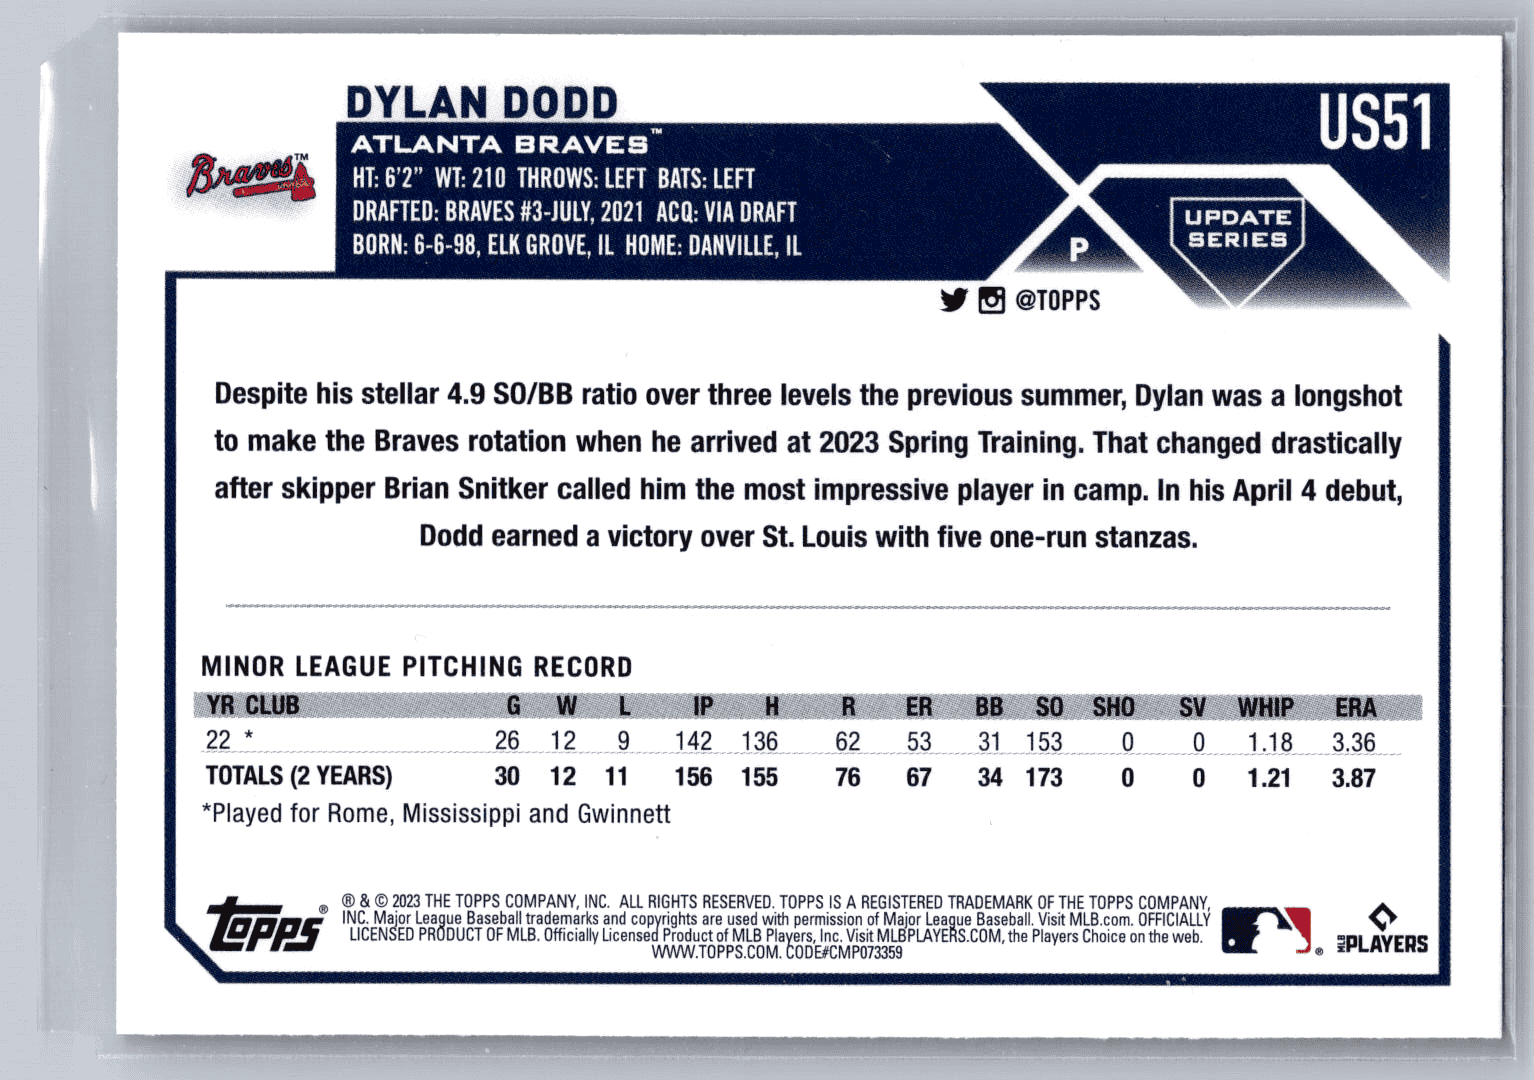 DYLAN DODD
US51
Braves™
ATLANTA BRAVES™
HT: 6'2" WT: 210 THROWS: LEFT BATS: LEFT
DRAFTED: BRAVES #3-JULY, 2021 ACQ: VIA DRAFT
BORN: 6-6-98, ELK GROVE, IL HOME: DANVILLE, IL
P
UPDATE
SERIES
@TOPPS
Despite his stellar 4.9 SO/BB ratio over three levels the previous summer, Dylan was a longshot
to make the Braves rotation when he arrived at 2023 Spring Training. That changed drastically
after skipper Brian Snitker called him the most impressive player in camp. In his April 4 debut,
Dodd earned a victory over St. Louis with five one-run stanzas.
MINOR LEAGUE PITCHING RECORD
YR CLUB G W L IP H R ER BB SO SHO SV WHIP ERA
22 * 26 12 9 142 136 62 53 31 153 0 0 1.18 3.36
TOTALS (2 YEARS) 30 12 11 156 155 76 67 34 173 0 0 1.21 3.87
*Played for Rome, Mississippi and Gwinnett
TOPPS®
® & © 2023 THE TOPPS COMPANY, INC. ALL RIGHTS RESERVED. TOPPS IS A REGISTERED TRADEMARK OF THE TOPPS COMPANY,
INC. Major League Baseball trademarks and copyrights are used with permission of Major League Baseball. Visit MLB.com. OFFICIALLY
LICENSED PRODUCT OF MLB. Officially Licensed Product of MLB Players, Inc. Visit MLBPLAYERS.COM, the Players Choice on the web.
WWW.TOPPS.COM. CODE#CMP073359
®
MLB PLAYERS